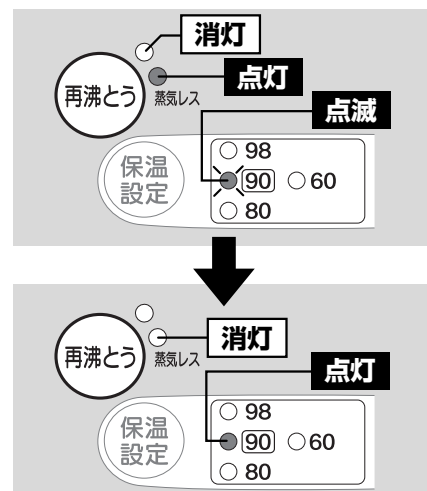 消灯
点灯
再沸とう
蒸気レス
点滅
保温
設定
98
90 60
80
消灯
再沸とう
蒸気レス
点灯
保温
設定
98
90 60
80